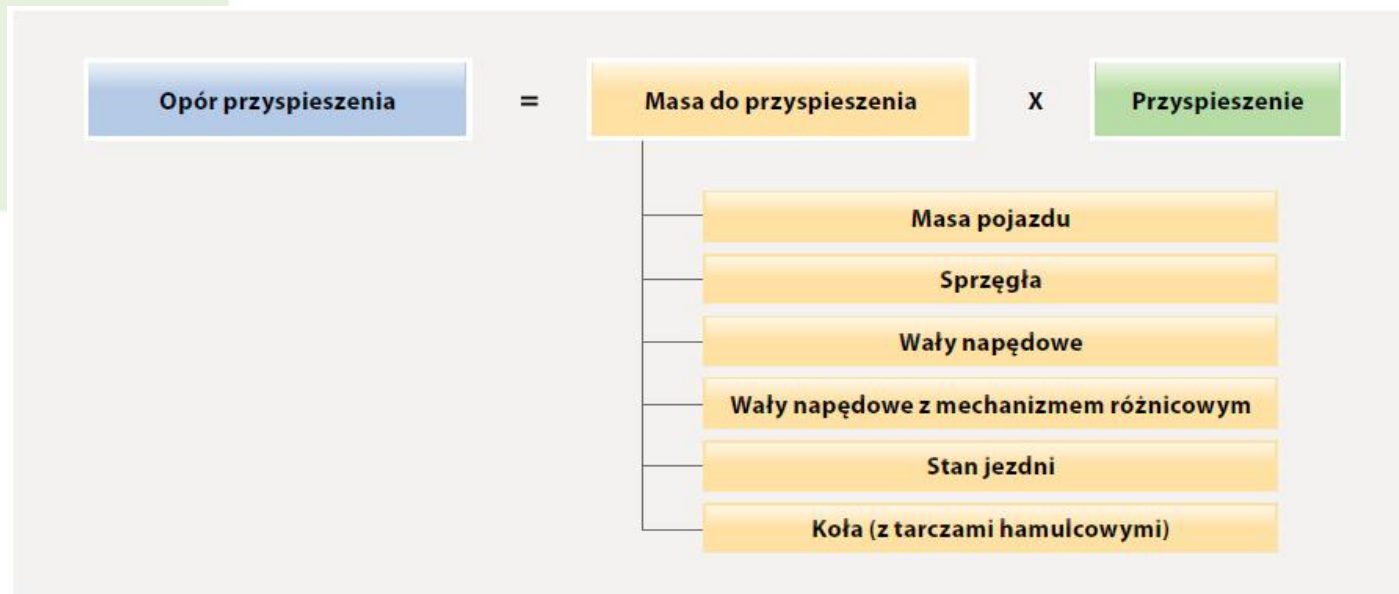 Opór przyspieszenia = Masa do przyspieszenia X Przyspieszenie
Masa pojazdu
Sprzęgła
Wały napędowe
Wały napędowe z mechanizmem różnicowym
Stan jezdni
Koła (z tarczami hamulcowymi)